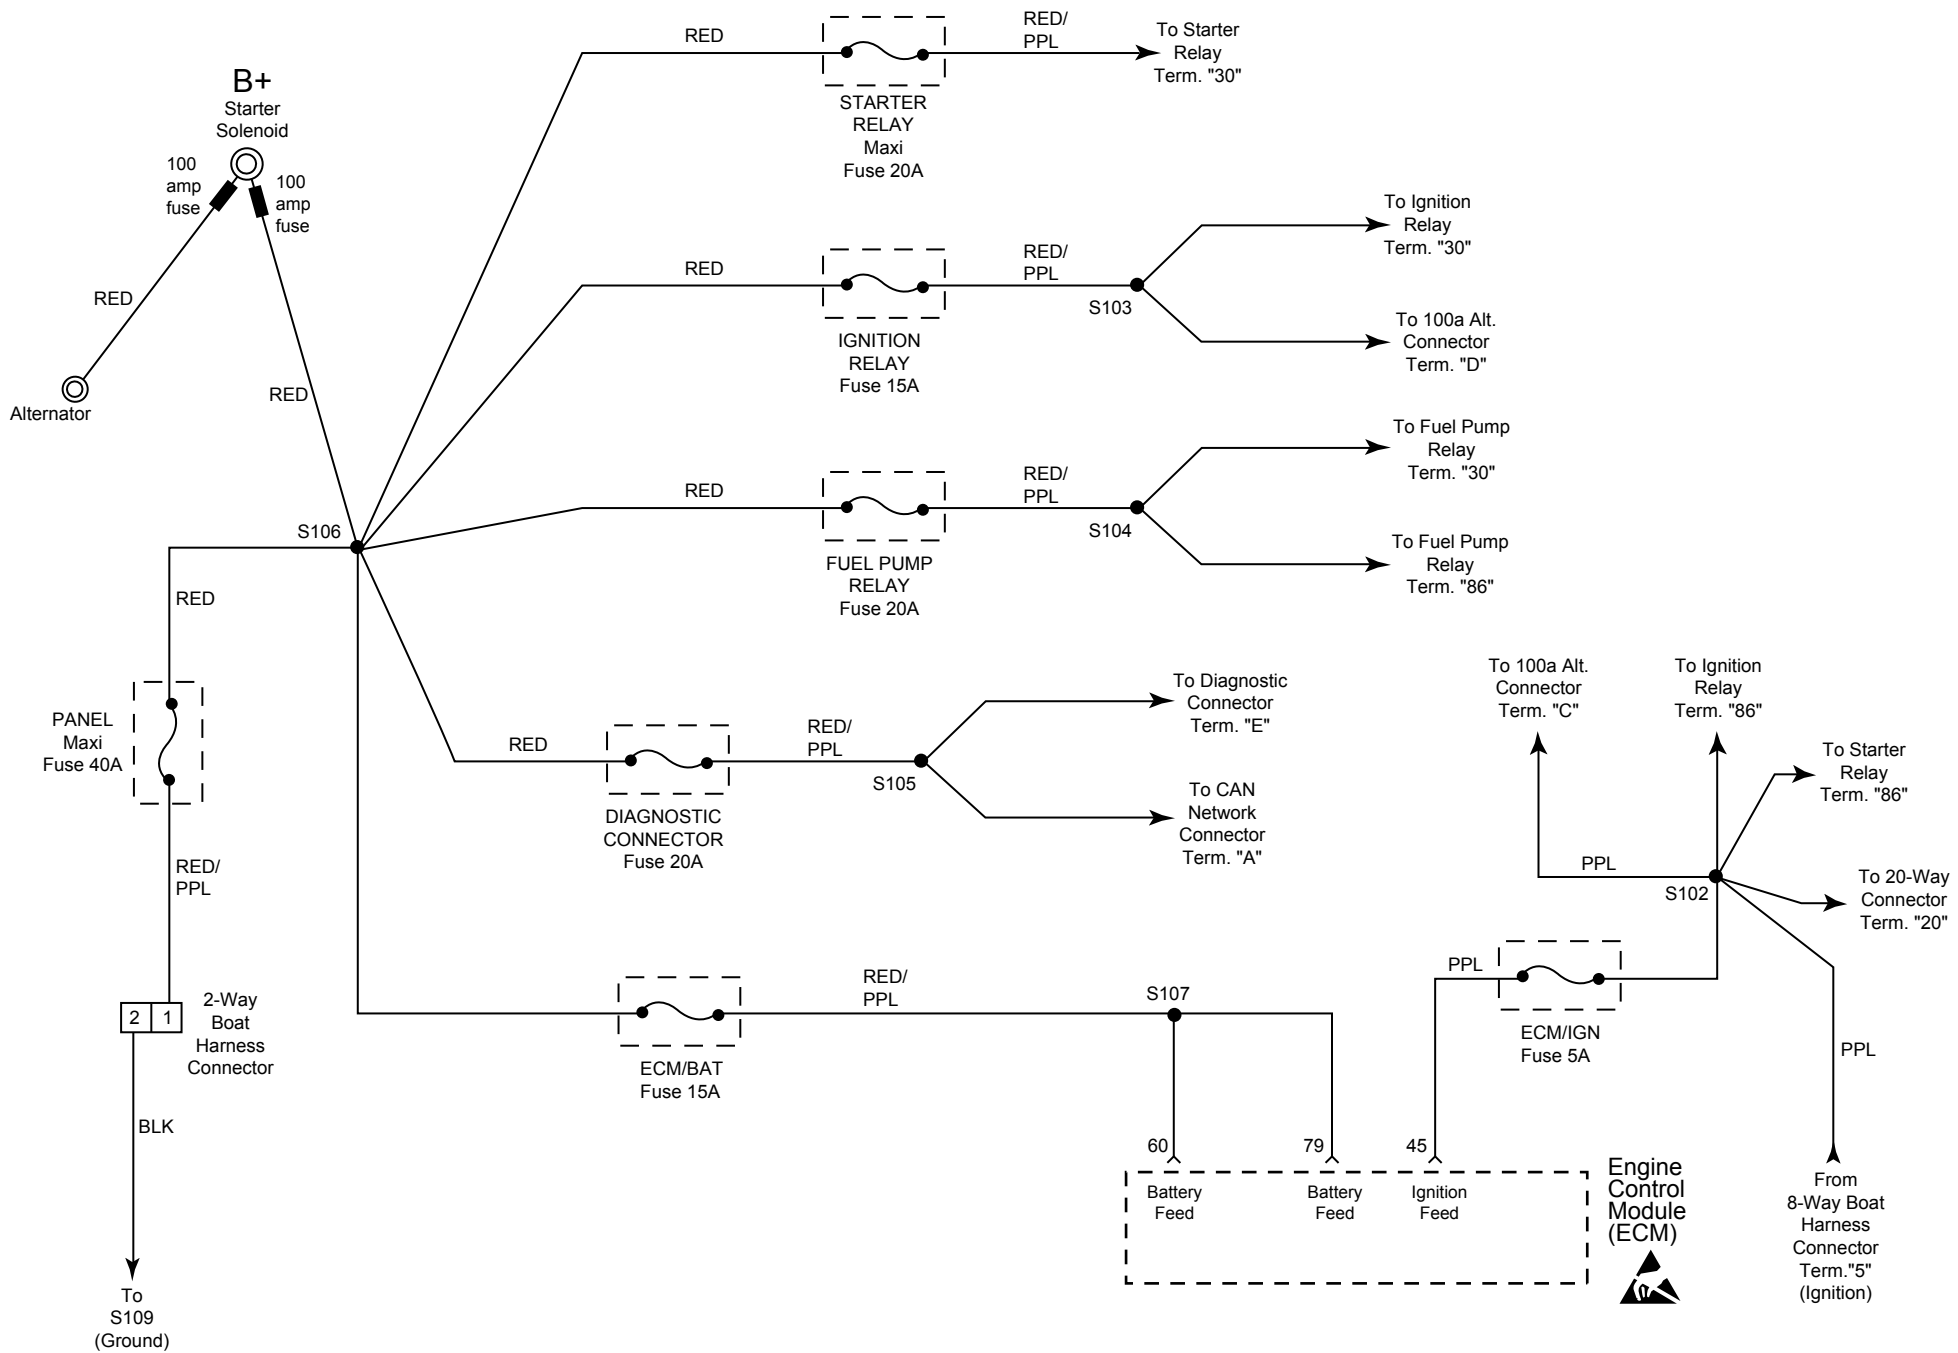 RED
RED/
PPL
To Starter
Relay
Term. "30"
STARTER
RELAY
Maxi
Fuse 20A
B+
Starter
Solenoid
100
amp
fuse
100
amp
fuse
RED
Alternator
RED
RED
RED/
PPL
S103
IGNITION
RELAY
Fuse 15A
To Ignition
Relay
Term. "30"
To 100a Alt.
Connector
Term. "D"
RED
RED/
PPL
S104
FUEL PUMP
RELAY
Fuse 20A
To Fuel Pump
Relay
Term. "30"
To Fuel Pump
Relay
Term. "86"
S106
RED
PANEL
Maxi
Fuse 40A
RED/
PPL
2
1
2-Way
Boat
Harness
Connector
BLK
To
S109
(Ground)
RED
RED/
PPL
S105
DIAGNOSTIC
CONNECTOR
Fuse 20A
To Diagnostic
Connector
Term. "E"
To CAN
Network
Connector
Term. "A"
RED/
PPL
S107
ECM/BAT
Fuse 15A
To 100a Alt.
Connector
Term. "C"
To Ignition
Relay
Term. "86"
To Starter
Relay
Term. "86"
To 20-Way
Connector
Term. "20"
PPL
S102
PPL
ECM/IGN
Fuse 5A
PPL
From
8-Way Boat
Harness
Connector
Term."5"
(Ignition)
60
79
45
Battery
Feed
Battery
Feed
Ignition
Feed
Engine
Control
Module
(ECM)